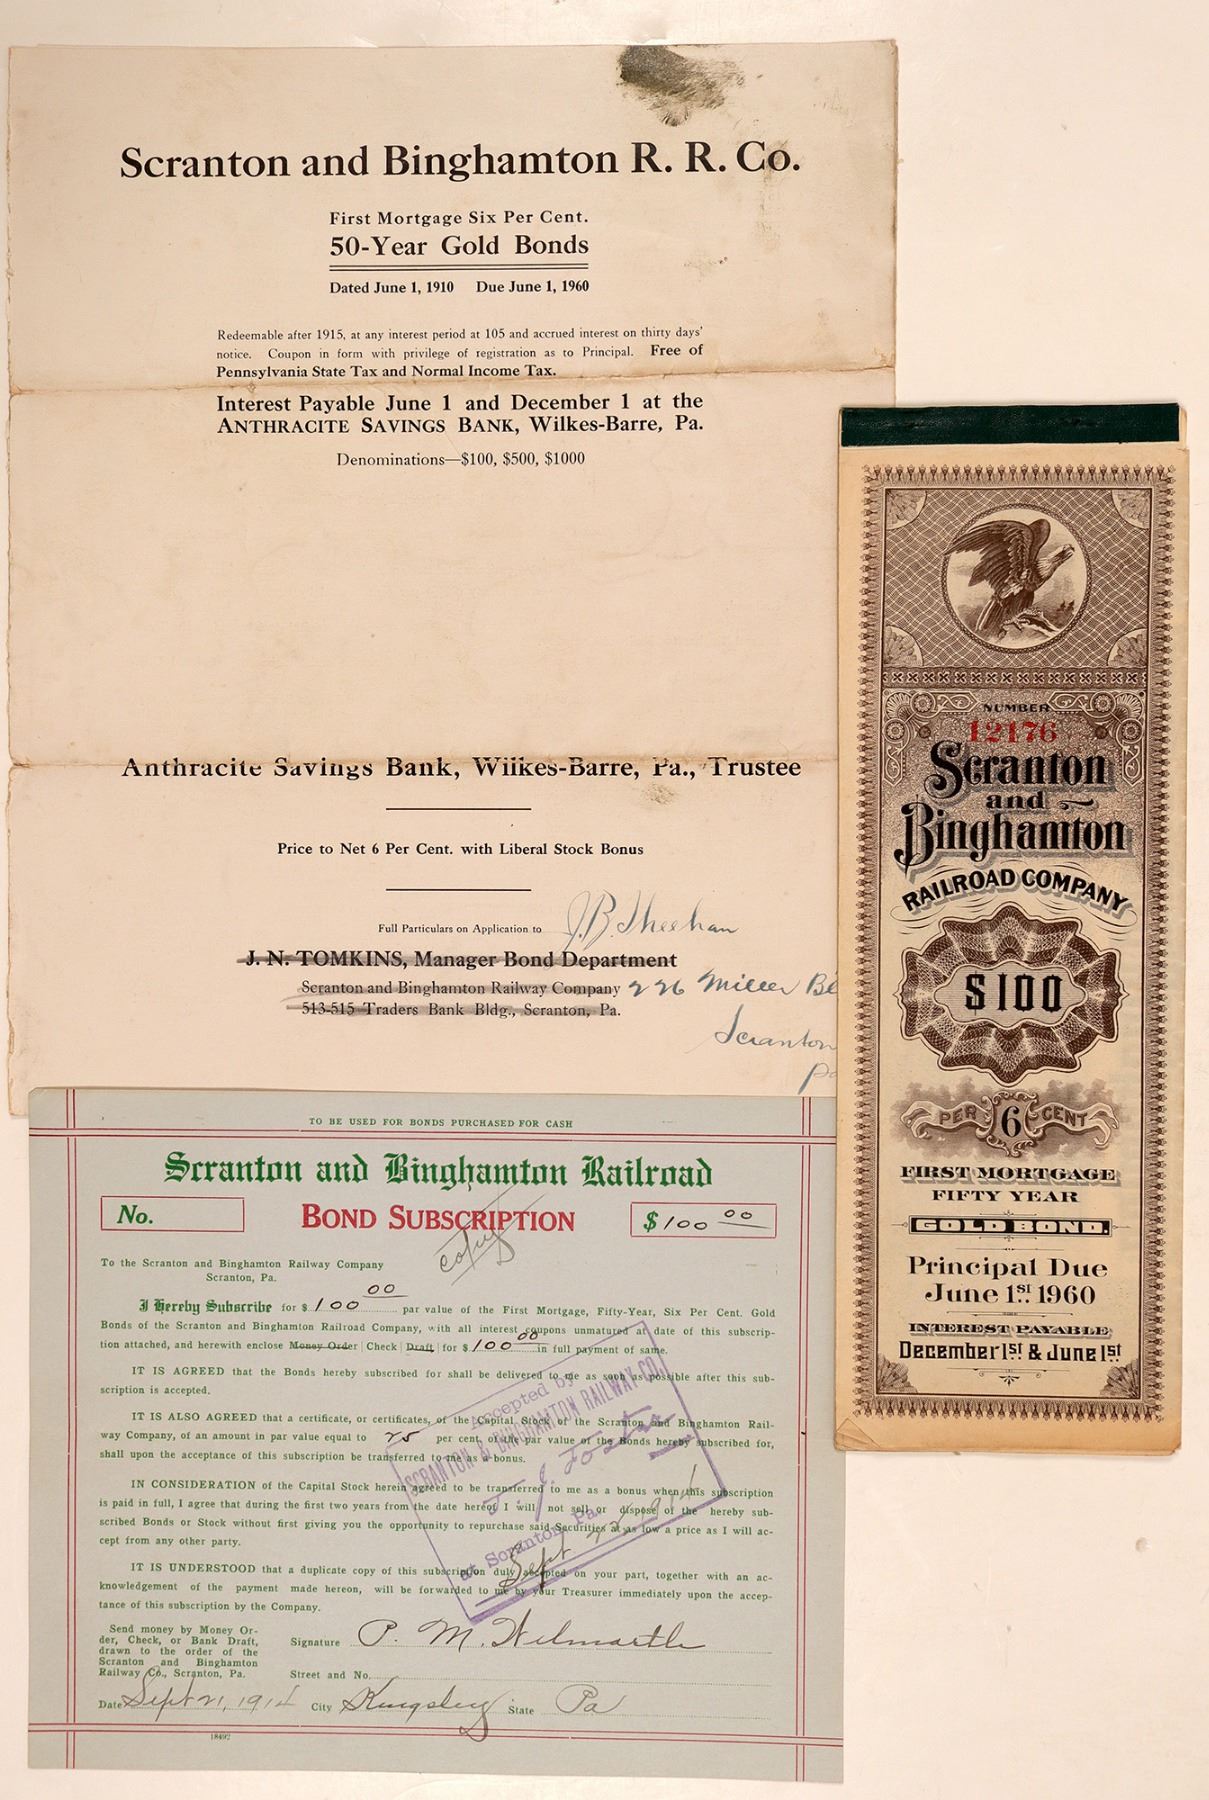 Scranton and Binghamton R. R. Co.
First Mortgage Six Per Cent.
50-Year Gold Bonds
Dated June 1, 1910 Due June 1, 1960
Redeemable after 1915, at any interest period at 105 and accrued interest on thirty days'
notice. Coupon in form with privilege of registration as to Principal. Free of
Pennsylvania State Tax and Normal Income Tax.
Interest Payable June 1 and December 1 at the
ANTHRACITE SAVINGS BANK, Wilkes-Barre, Pa.
Denominations—$100, $500, $1000
Anthracite Savings Bank, Wilkes-Barre, Pa., Trustee
Price to Net 6 Per Cent. with Liberal Stock Bonus
Full Particulars on Application to J. B. Sheehan
J. N. TOMKINS, Manager Bond Department
Scranton and Binghamton Railway Company 226 Miller Bl
513-515 Traders Bank Bldg., Scranton, Pa.
Scranton
Pa
NUMBER
12176
Scranton
and
Binghamton
RAILROAD COMPANY
$100
PER 6 CENT
FIRST MORTGAGE
FIFTY YEAR
GOLD BOND.
Principal Due
June 1st 1960
INTEREST PAYABLE
December 1st & June 1st
TO BE USED FOR BONDS PURCHASED FOR CASH
Scranton and Binghamton Railroad
No. BOND SUBSCRIPTION $100 00
copy
To the Scranton and Binghamton Railway Company
Scranton, Pa.
I Hereby Subscribe for $100 00 par value of the First Mortgage, Fifty-Year, Six Per Cent. Gold
Bonds of the Scranton and Binghamton Railroad Company, with all interest coupons unmatured at date of this subscrip-
tion attached, and herewith enclose Money Order | Check | Draft | for $100 00 in full payment of same.
IT IS AGREED that the Bonds hereby subscribed for shall be delivered to me as soon as possible after this sub-
scription is accepted.
IT IS ALSO AGREED that a certificate, or certificates, of the Capital Stock of the Scranton and Binghamton Rail-
way Company, of an amount in par value equal to 25 per cent. of the par value of the Bonds hereby subscribed for,
shall upon the acceptance of this subscription be transferred to me as a bonus.
IN CONSIDERATION of the Capital Stock herein agreed to be transferred to me as a bonus when this subscription
is paid in full, I agree that during the first two years from the date hereof I will not sell or dispose of the hereby sub-
scribed Bonds or Stock without first giving you the opportunity to repurchase said Securities at as low a price as I will ac-
cept from any other party.
IT IS UNDERSTOOD that a duplicate copy of this subscription duly accepted on your part, together with an ac-
knowledgement of the payment made hereon, will be forwarded to me by your Treasurer immediately upon the accep-
tance of this subscription by the Company.
Accepted by
SCRANTON & BINGHAMTON RAILWAY CO.
at Scranton, Pa.
Sept. 22 1914
Send money by Money Or-
der, Check, or Bank Draft,
drawn to the order of the
Scranton and Binghamton
Railway Co., Scranton, Pa.
Signature P. M. Wilmarth
Street and No.
Date Sept 21, 1914 City Kingsley State Pa
18492